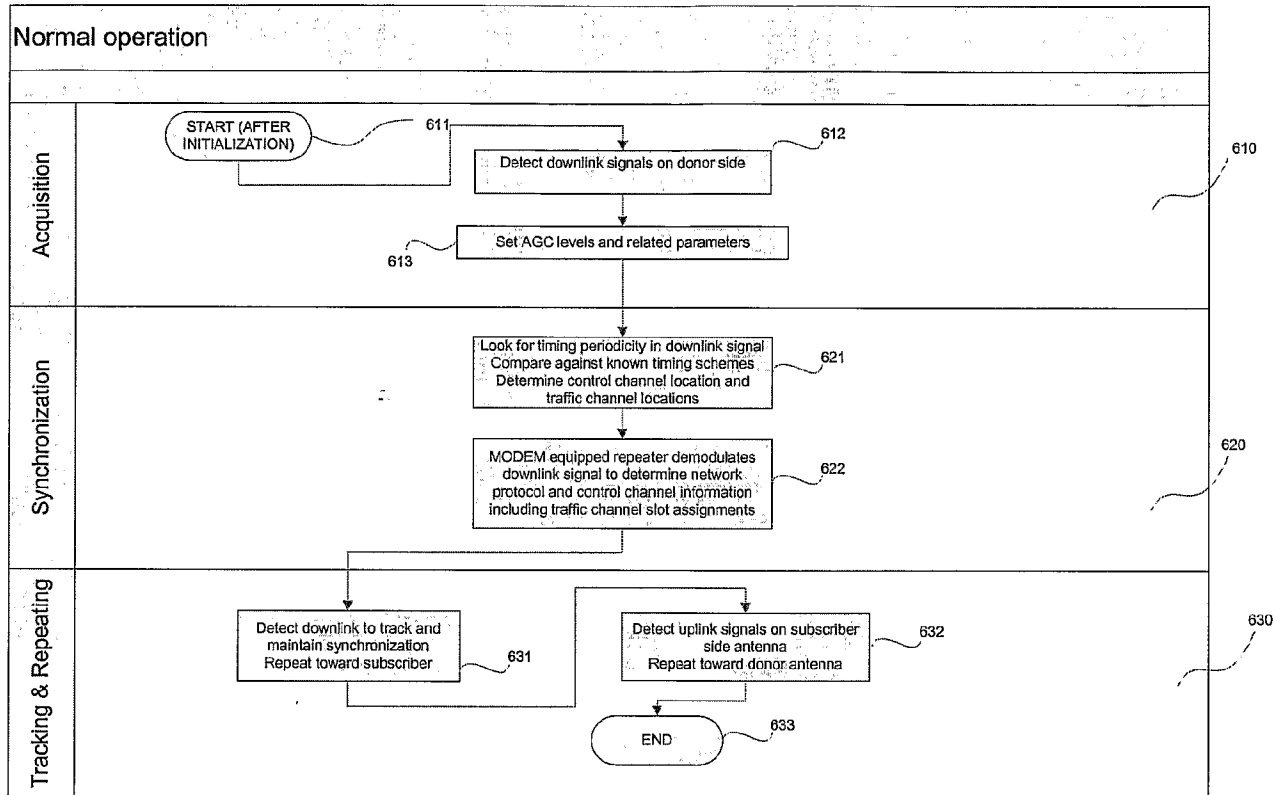 Normal operation
Acquisition
START (AFTER
INITIALIZATION)
611
Detect downlink signals on donor side
612
610
Set AGC levels and related parameters
613
Synchronization
Look for timing periodicity in downlink signal
Compare against known timing schemes
Determine control channel location and
traffic channel locations
621
MODEM equipped repeater demodulates
downlink signal to determine network
protocol and control channel information
including traffic channel slot assignments
622
620
Tracking & Repeating
Detect downlink to track and
maintain synchronization
Repeat toward subscriber
631
Detect uplink signals on subscriber
side antenna
Repeat toward donor antenna
632
630
END
633